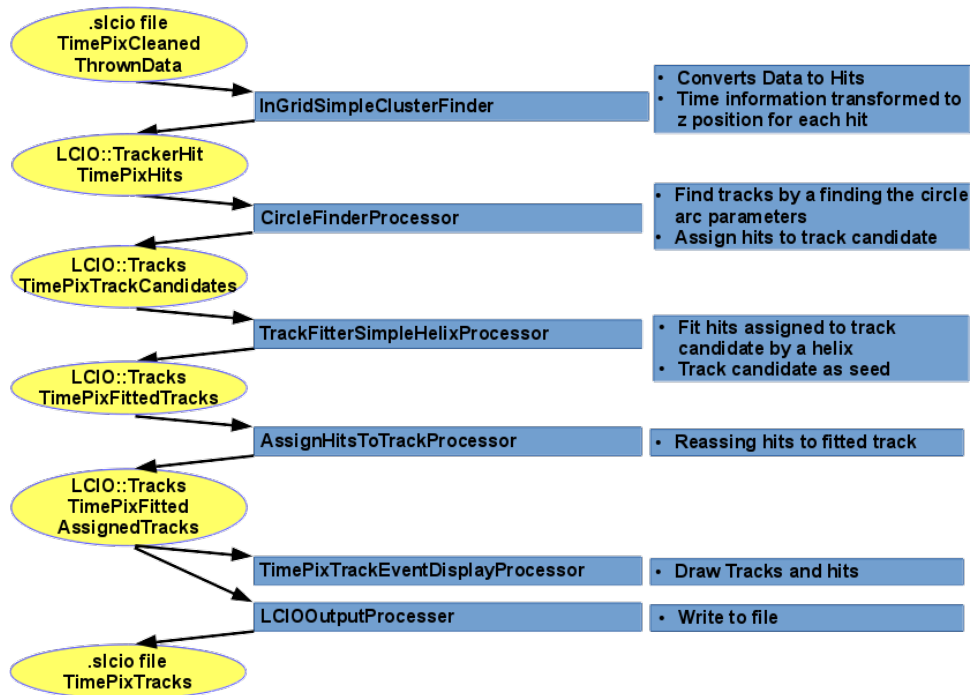 .slcio file
TimePixCleaned
ThrownData
InGridSimpleClusterFinder
• Converts Data to Hits
• Time information transformed to
z position for each hit
LCIO::TrackerHit
TimePixHits
CircleFinderProcessor
• Find tracks by a finding the circle
arc parameters
• Assign hits to track candidate
LCIO::Tracks
TimePixTrackCandidates
TrackFitterSimpleHelixProcessor
• Fit hits assigned to track
candidate by a helix
• Track candidate as seed
LCIO::Tracks
TimePixFittedTracks
AssignHitsToTrackProcessor
• Reassing hits to fitted track
LCIO::Tracks
TimePixFitted
AssignedTracks
TimePixTrackEventDisplayProcessor
• Draw Tracks and hits
LCIOOutputProcesser
• Write to file
.slcio file
TimePixTracks